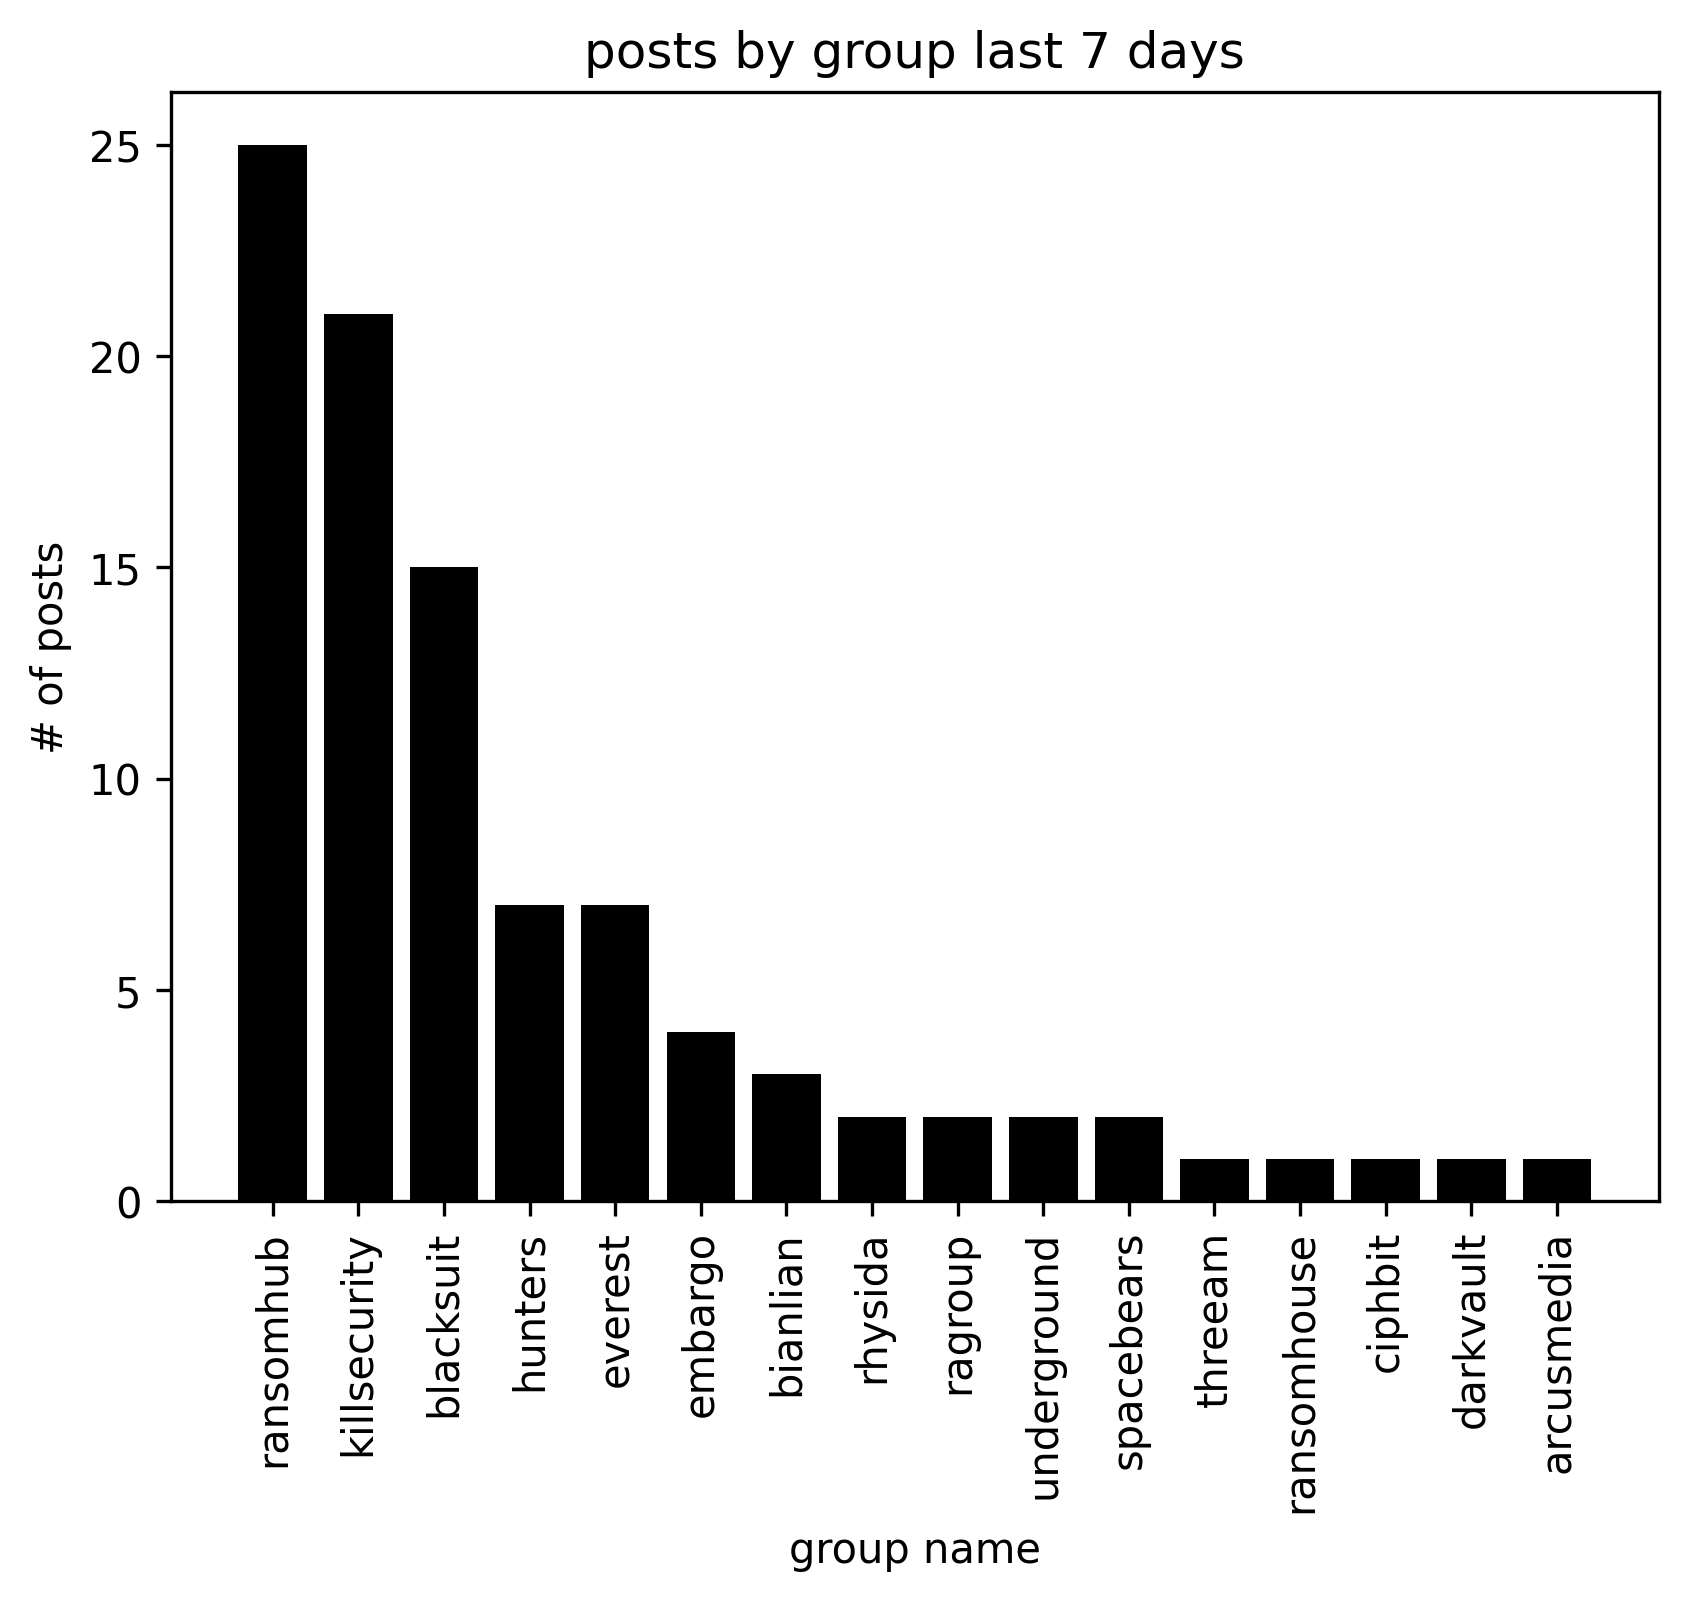 posts by group last 7 days
25
20
15
10
5
0
# of posts
ransomhub
killsecurity
blacksuit
hunters
everest
embargo
bianlian
rhysida
ragroup
underground
spacebears
threeam
ransomhouse
ciphbit
darkvault
arcusmedia
group name